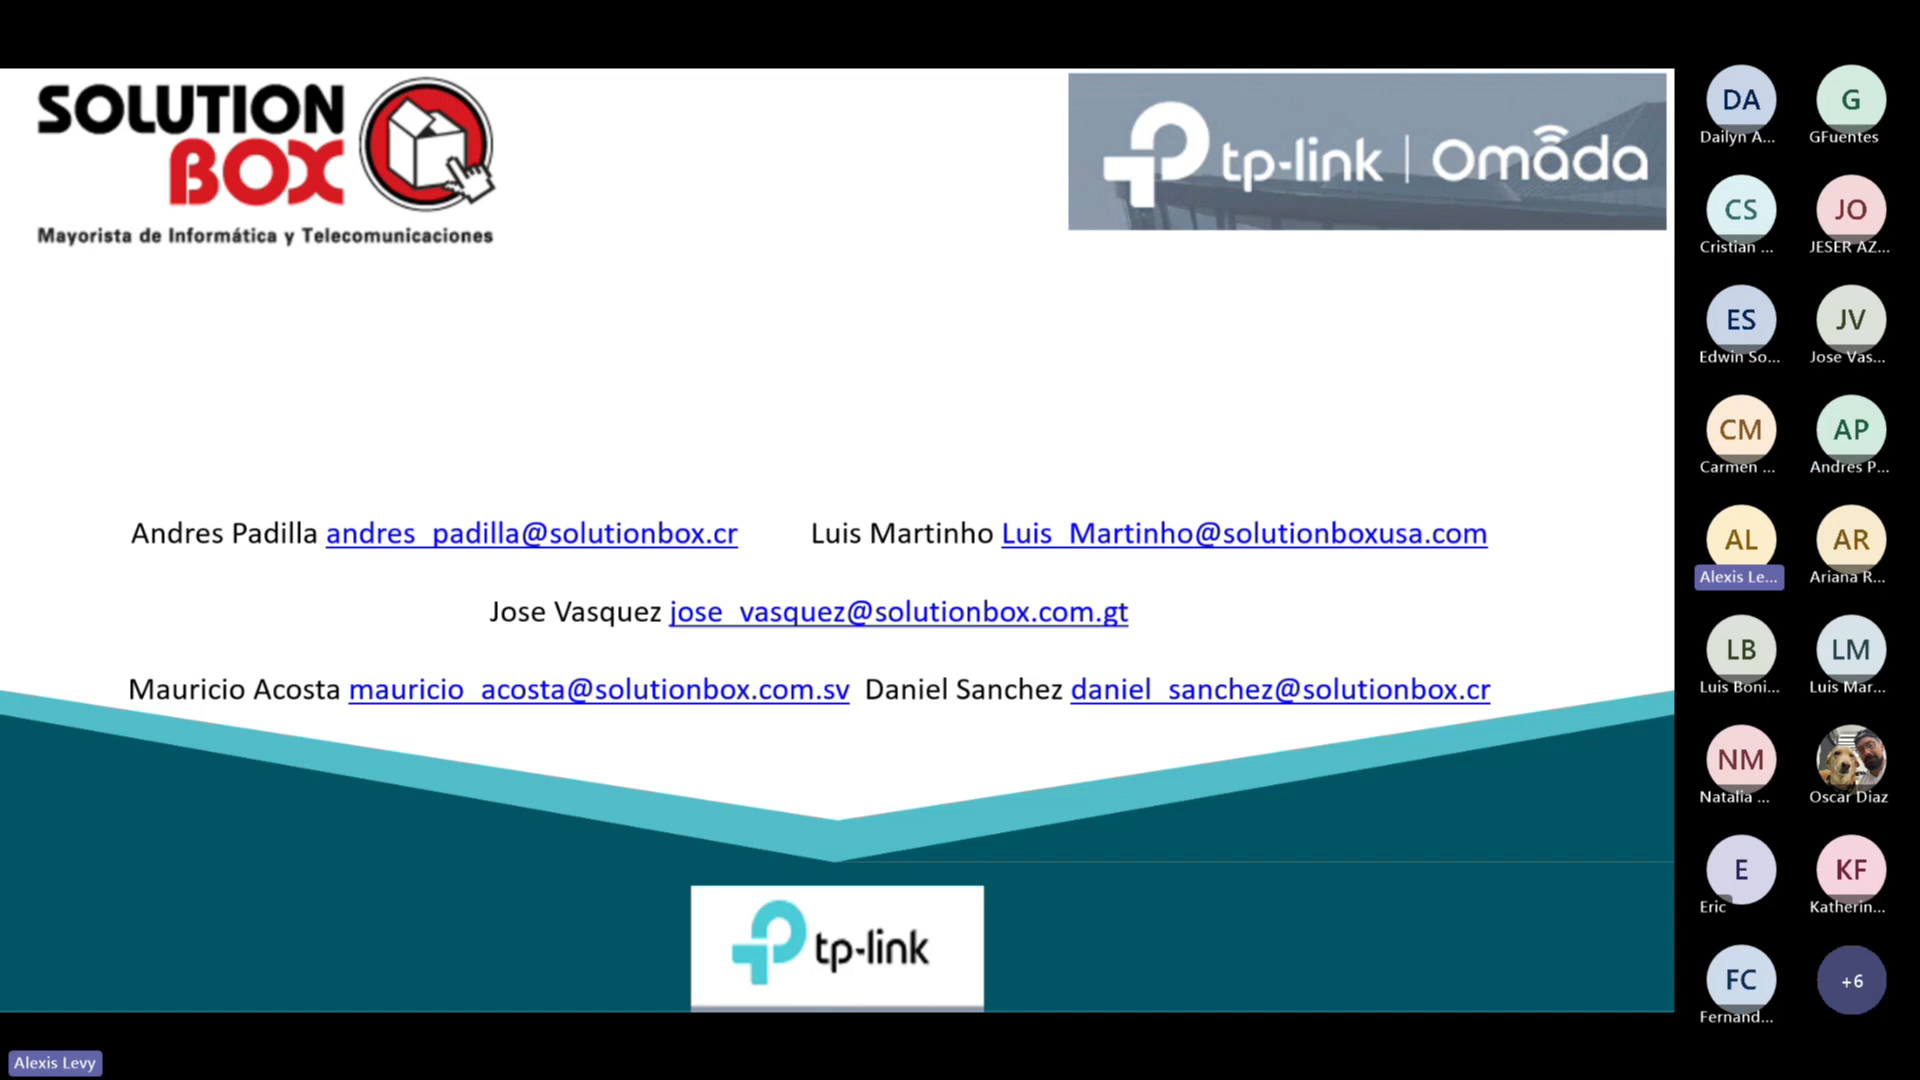 SOLUTION
BOX
Mayorista de Informática y Telecomunicaciones
tp-link | omada
Andres Padilla andres_padilla@solutionbox.cr Luis Martinho Luis_Martinho@solutionboxusa.com
Jose Vasquez jose_vasquez@solutionbox.com.gt
Mauricio Acosta mauricio_acosta@solutionbox.com.sv Daniel Sanchez daniel_sanchez@solutionbox.cr
tp-link
DA G
Dailyn A... GFuentes
CS JO
Cristian ... JESER AZ...
ES JV
Edwin So... Jose Vas...
CM AP
Carmen ... Andres P...
AL AR
Alexis Le... Ariana R...
LB LM
Luis Boni... Luis Mar...
NM
Natalia ... Oscar Diaz
E KF
Eric Katherin...
FC +6
Fernand...
Alexis Levy